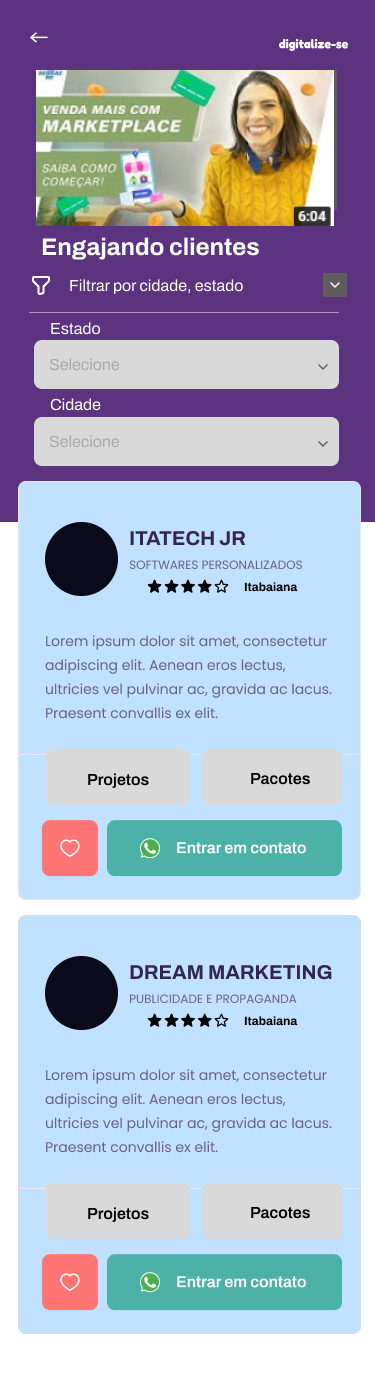 digitalize-se
SEBRAE
VENDA MAIS COM
MARKETPLACE
SAIBA COMO
COMEÇAR!
6:04
Engajando clientes
Filtrar por cidade, estado
Estado
Selecione
Cidade
Selecione
ITATECH JR
SOFTWARES PERSONALIZADOS
Itabaiana
Lorem ipsum dolor sit amet, consectetur
adipiscing elit. Aenean eros lectus,
ultricies vel pulvinar ac, gravida ac lacus.
Praesent convallis ex elit.
Projetos Pacotes
Entrar em contato
DREAM MARKETING
PUBLICIDADE E PROPAGANDA
Itabaiana
Lorem ipsum dolor sit amet, consectetur
adipiscing elit. Aenean eros lectus,
ultricies vel pulvinar ac, gravida ac lacus.
Praesent convallis ex elit.
Projetos Pacotes
Entrar em contato